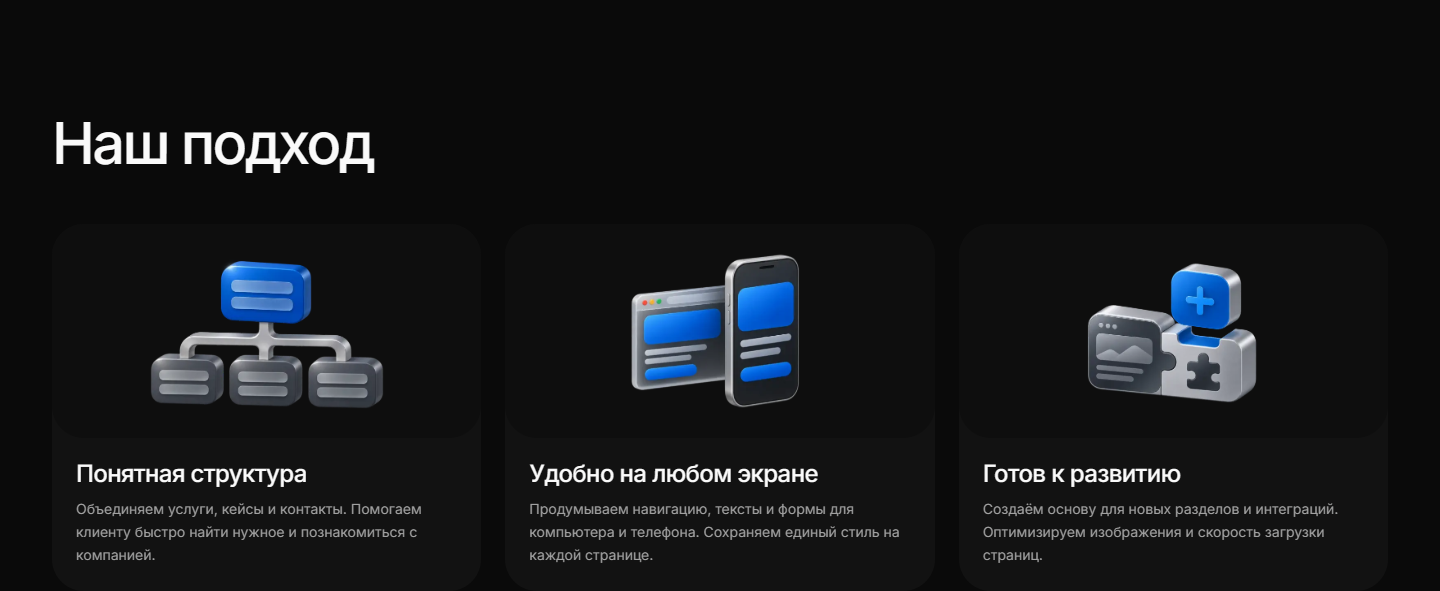 Наш подход
Понятная структура
Объединяем услуги, кейсы и контакты. Помогаем
клиенту быстро найти нужное и познакомиться с
компанией.
Удобно на любом экране
Продумываем навигацию, тексты и формы для
компьютера и телефона. Сохраняем единый стиль на
каждой странице.
Готов к развитию
Создаём основу для новых разделов и интеграций.
Оптимизируем изображения и скорость загрузки
страниц.